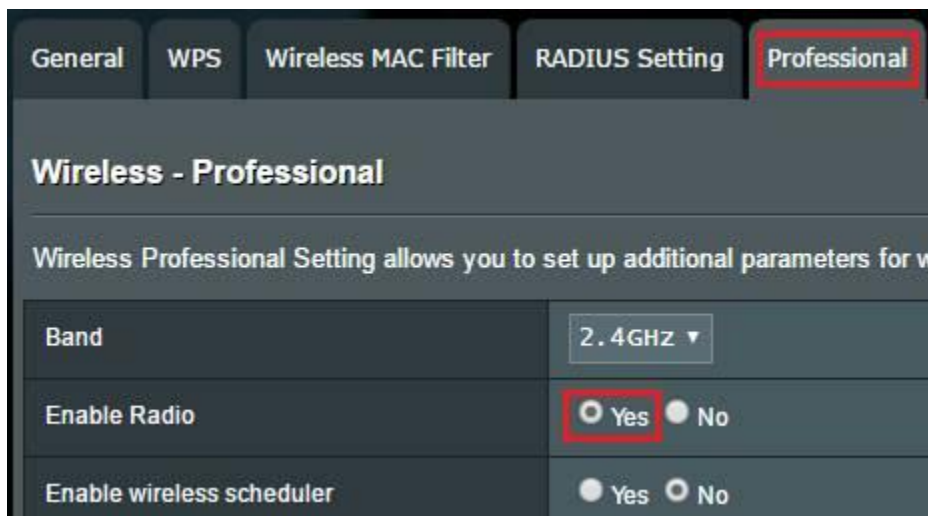 General WPS Wireless MAC Filter RADIUS Setting Professional
Wireless - Professional
Wireless Professional Setting allows you to set up additional parameters for
Band 2.4GHz
Enable Radio Yes No
Enable wireless scheduler Yes No